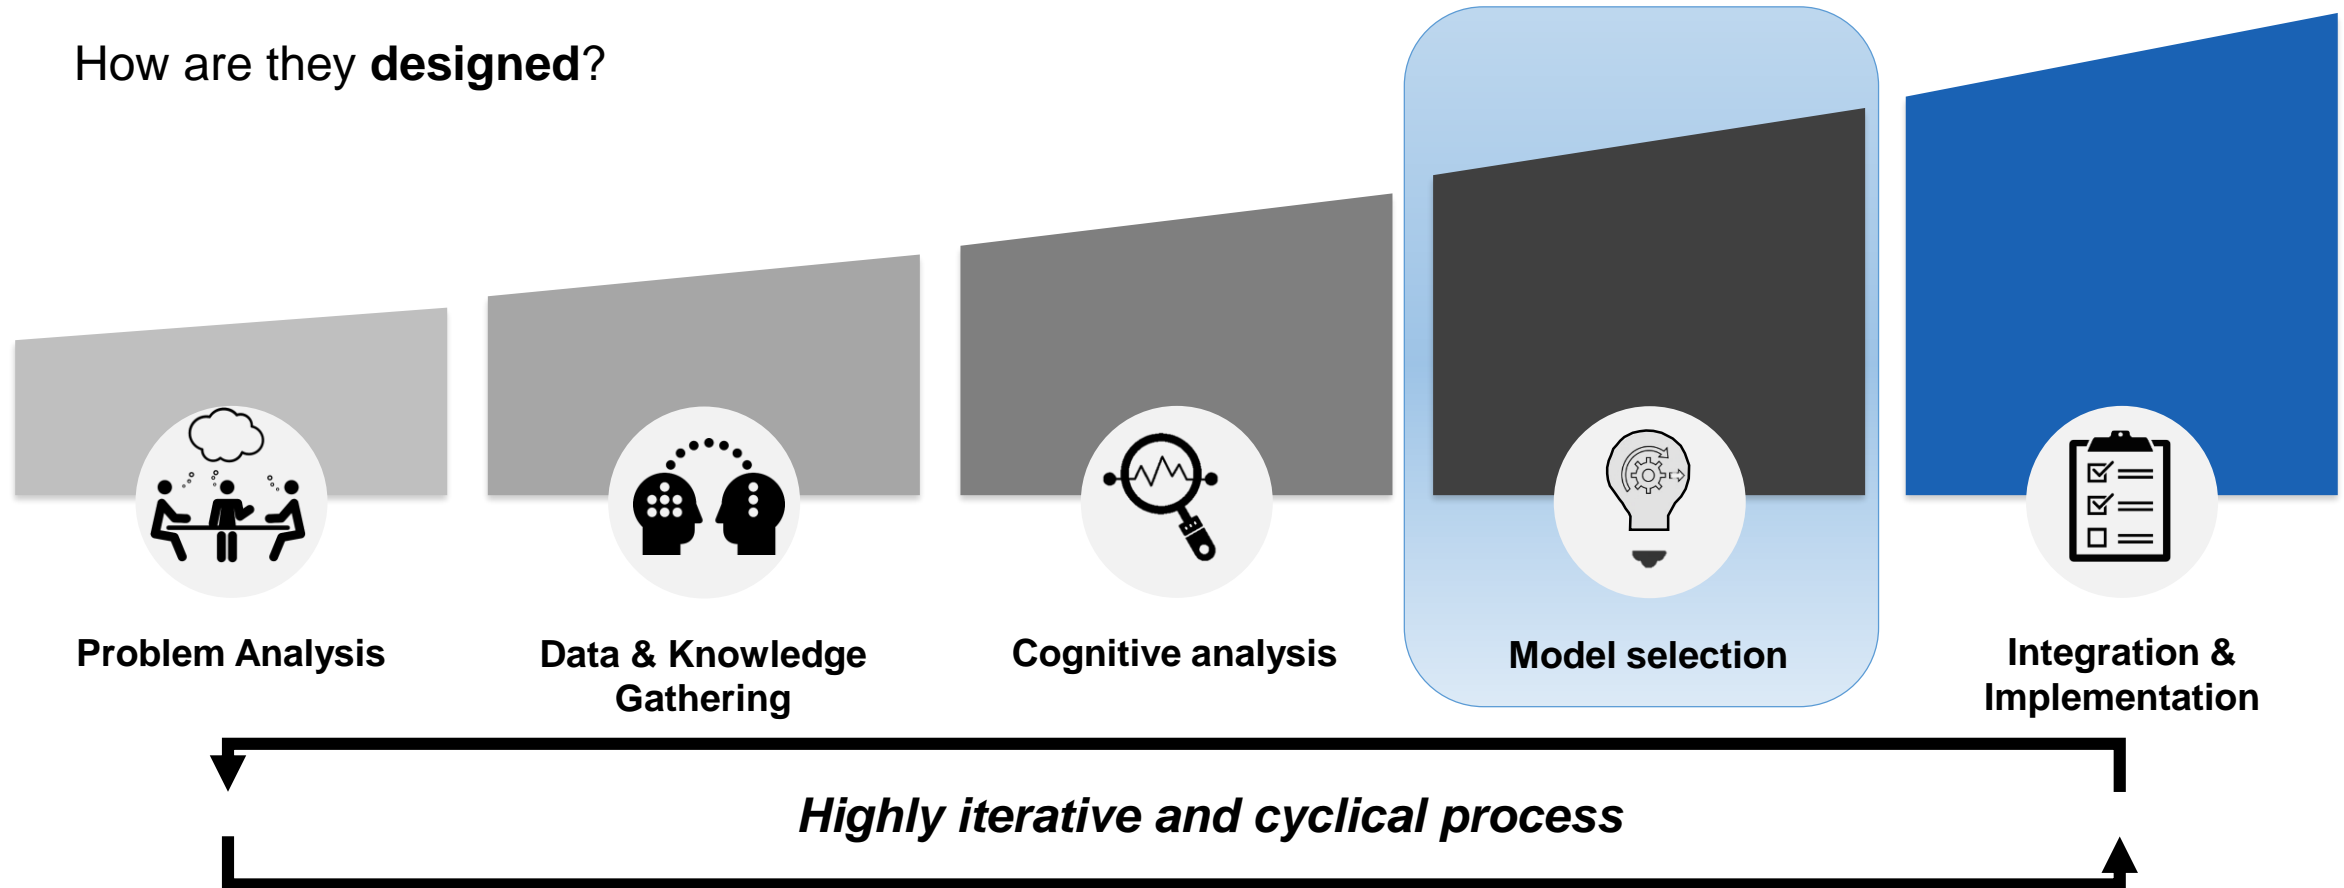 How are they designed?
Problem Analysis
Data & Knowledge
Gathering
Cognitive analysis
Model selection
Integration &
Implementation
Highly iterative and cyclical process